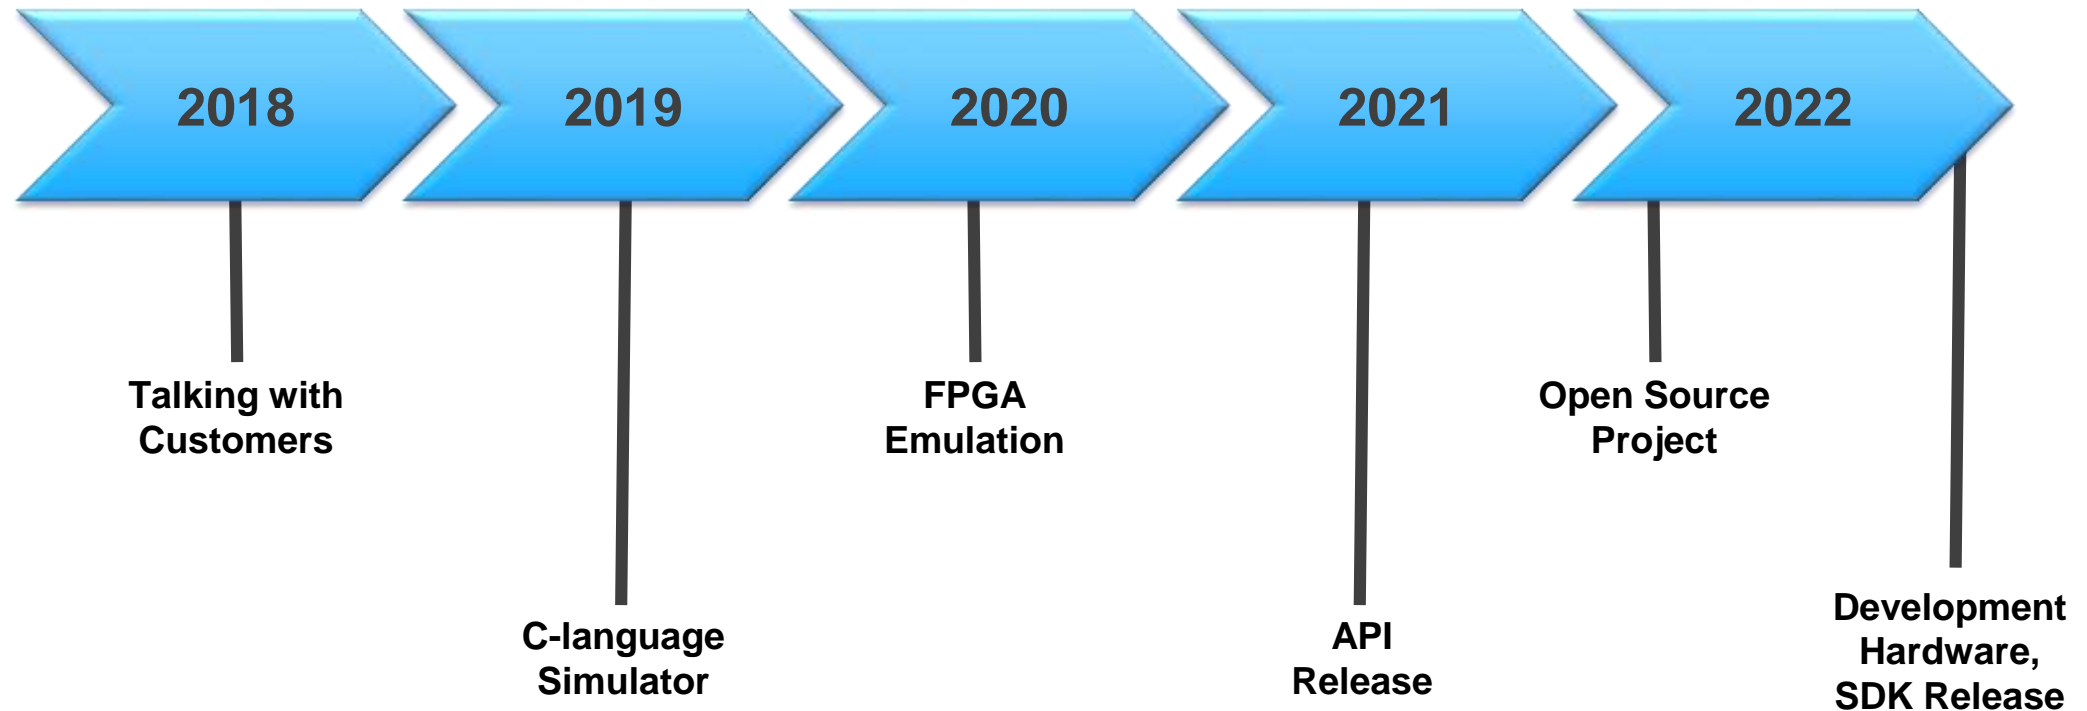 2018
2019
2020
2021
2022
Talking with
Customers
C-language
Simulator
FPGA
Emulation
API
Release
Open Source
Project
Development
Hardware,
SDK Release